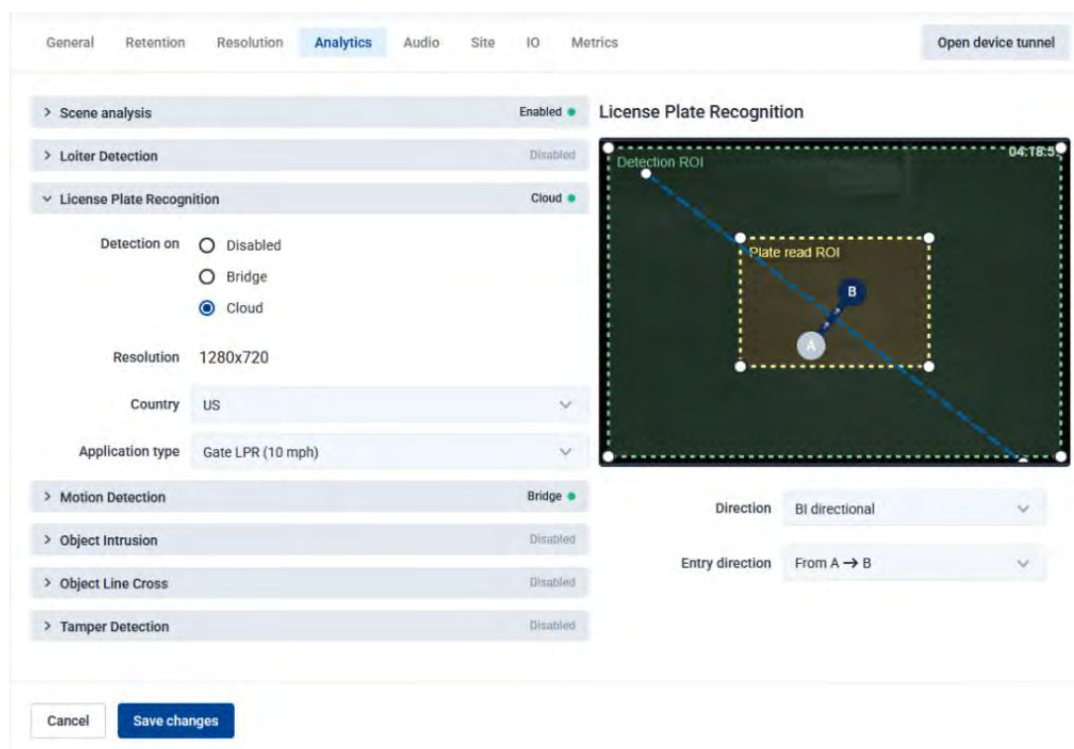 General Retention Resolution Analytics Audio Site IO Metrics Open device tunnel
Scene analysis Enabled
Loiter Detection Disabled
License Plate Recognition Cloud
Detection on Disabled
Bridge
Cloud
Resolution 1280x720
Country US
Application type Gate LPR (10 mph)
Motion Detection Bridge
Object Intrusion Disabled
Object Line Cross Disabled
Tamper Detection Disabled
License Plate Recognition
Detection ROI
Plate read ROI
B
A
Direction BI directional
Entry direction From A → B
Cancel Save changes